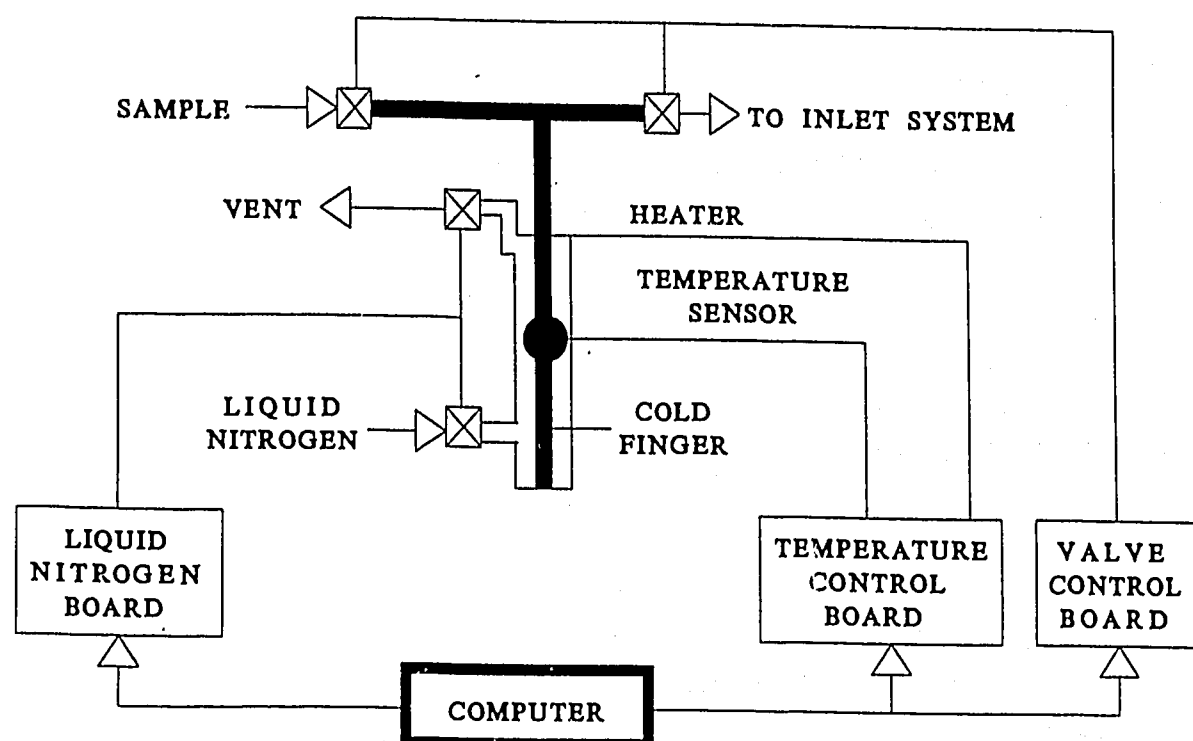 SAMPLE
TO INLET SYSTEM
VENT
HEATER
TEMPERATURE
SENSOR
LIQUID
NITROGEN
COLD
FINGER
LIQUID
NITROGEN
BOARD
TEMPERATURE
CONTROL
BOARD
VALVE
CONTROL
BOARD
COMPUTER